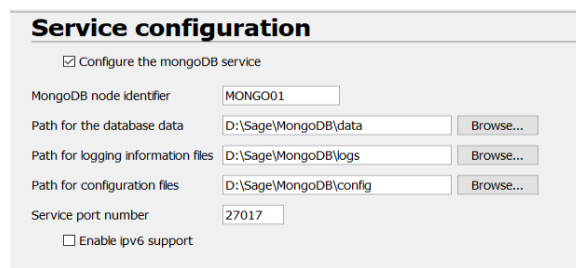 Service configuration
Configure the mongoDB service
MongoDB node identifier MONGO01
Path for the database data D:\Sage\MongoDB\data Browse...
Path for logging information files D:\Sage\MongoDB\logs Browse...
Path for configuration files D:\Sage\MongoDB\config Browse...
Service port number 27017
Enable ipv6 support